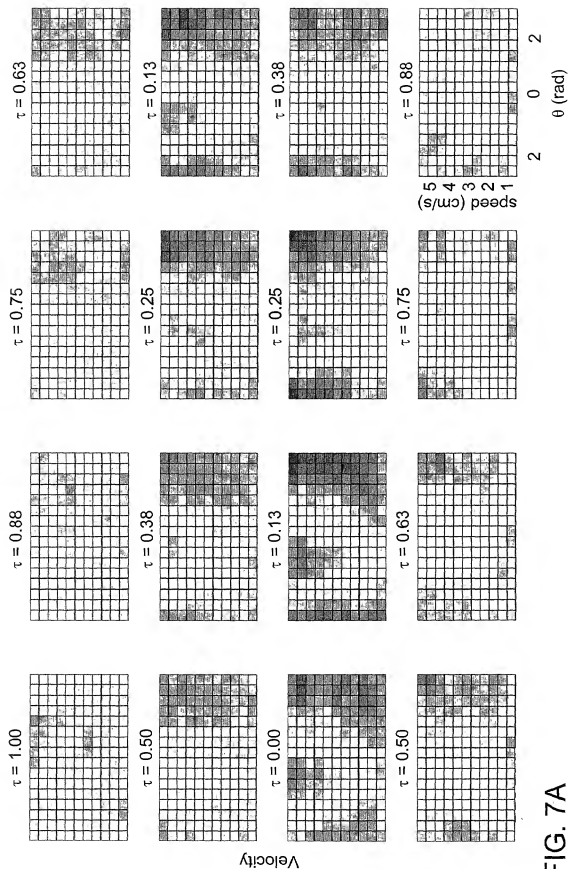 Velocity
τ = 1.00
τ = 0.88
τ = 0.75
τ = 0.63
τ = 0.50
τ = 0.38
τ = 0.25
τ = 0.13
τ = 0.00
τ = 0.13
τ = 0.25
τ = 0.38
τ = 0.50
τ = 0.63
τ = 0.75
τ = 0.88
speed (cm/s)
5
4
3
2
1
2
0
2
θ (rad)
FIG. 7A